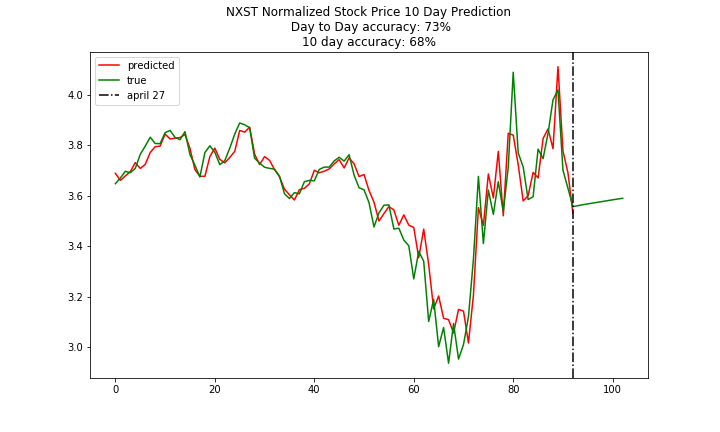 NXST Normalized Stock Price 10 Day Prediction
Day to Day accuracy: 73%
10 day accuracy: 68%
predicted
true
april 27
4.0
3.8
3.6
3.4
3.2
3.0
0 20 40 60 80 100